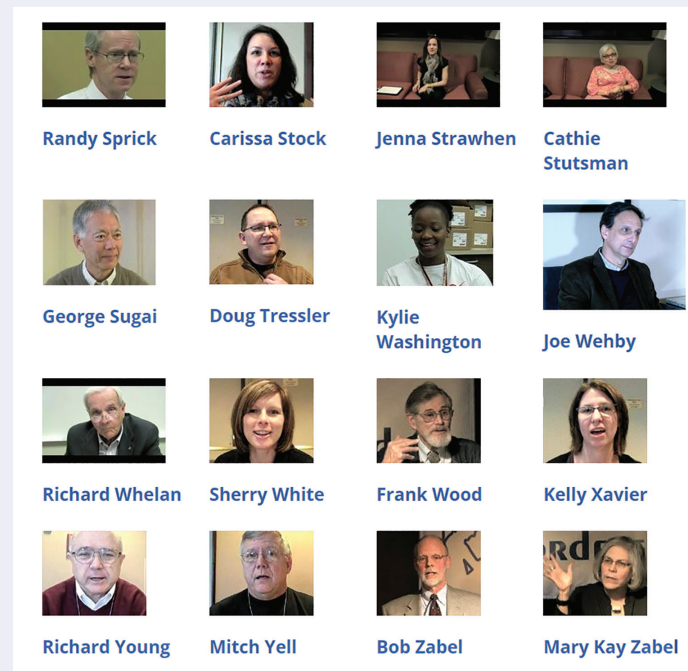 Randy Sprick
Carissa Stock
Jenna Strawhen
Cathie
Stutsman
George Sugai
Doug Tressler
Kylie
Washington
Joe Wehby
Richard Whelan
Sherry White
Frank Wood
Kelly Xavier
Richard Young
Mitch Yell
Bob Zabel
Mary Kay Zabel